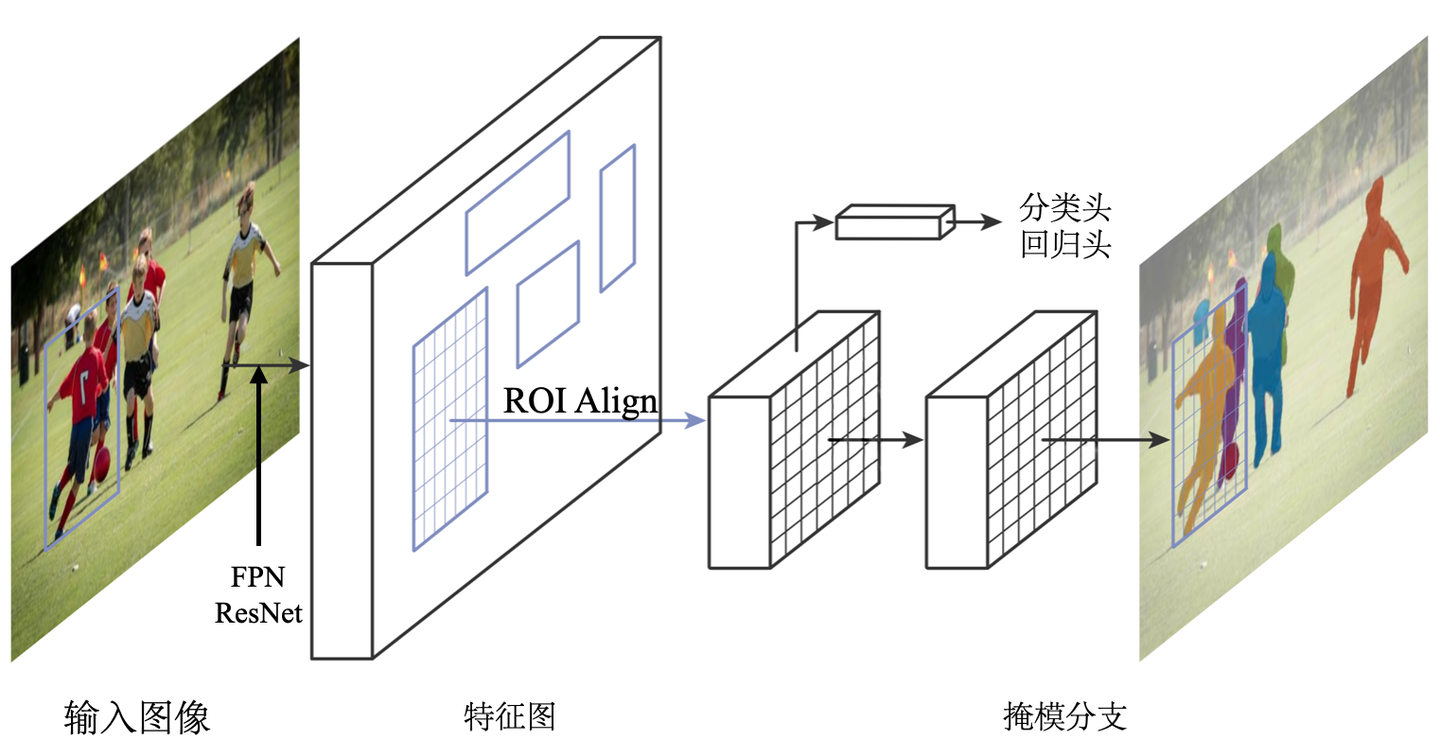 分类头
回归头
ROI Align
FPN
ResNet
输入图像
特征图
掩模分支